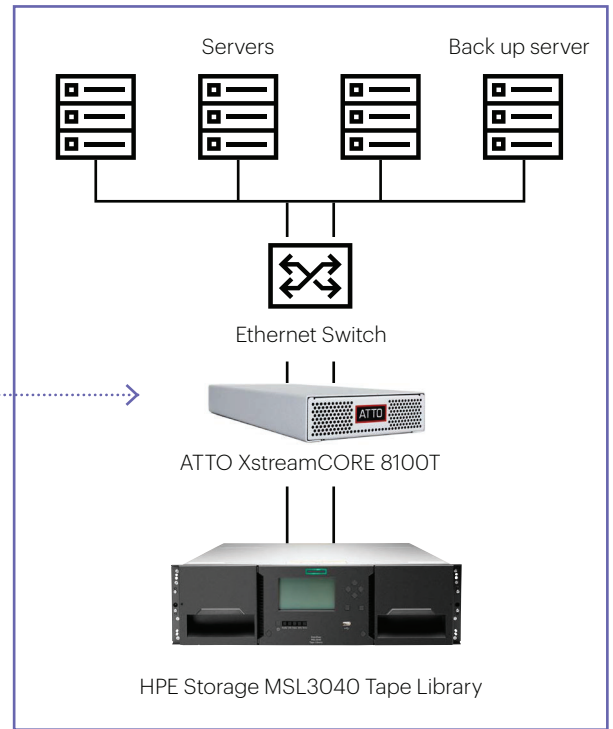 Servers
Back up server
Ethernet Switch
ATTO
ATTO XstreamCORE 8100T
HPE Storage MSL3040 Tape Library